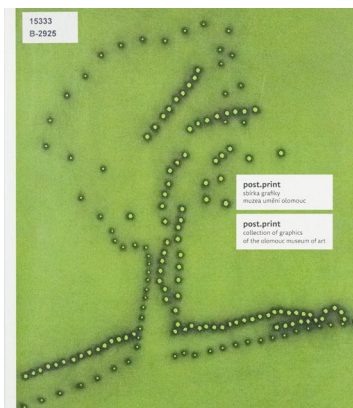 15333
B-2925
post.print
sbírka grafiky
muzea umění olomouc
post.print
collection of graphics
of the olomouc museum of art